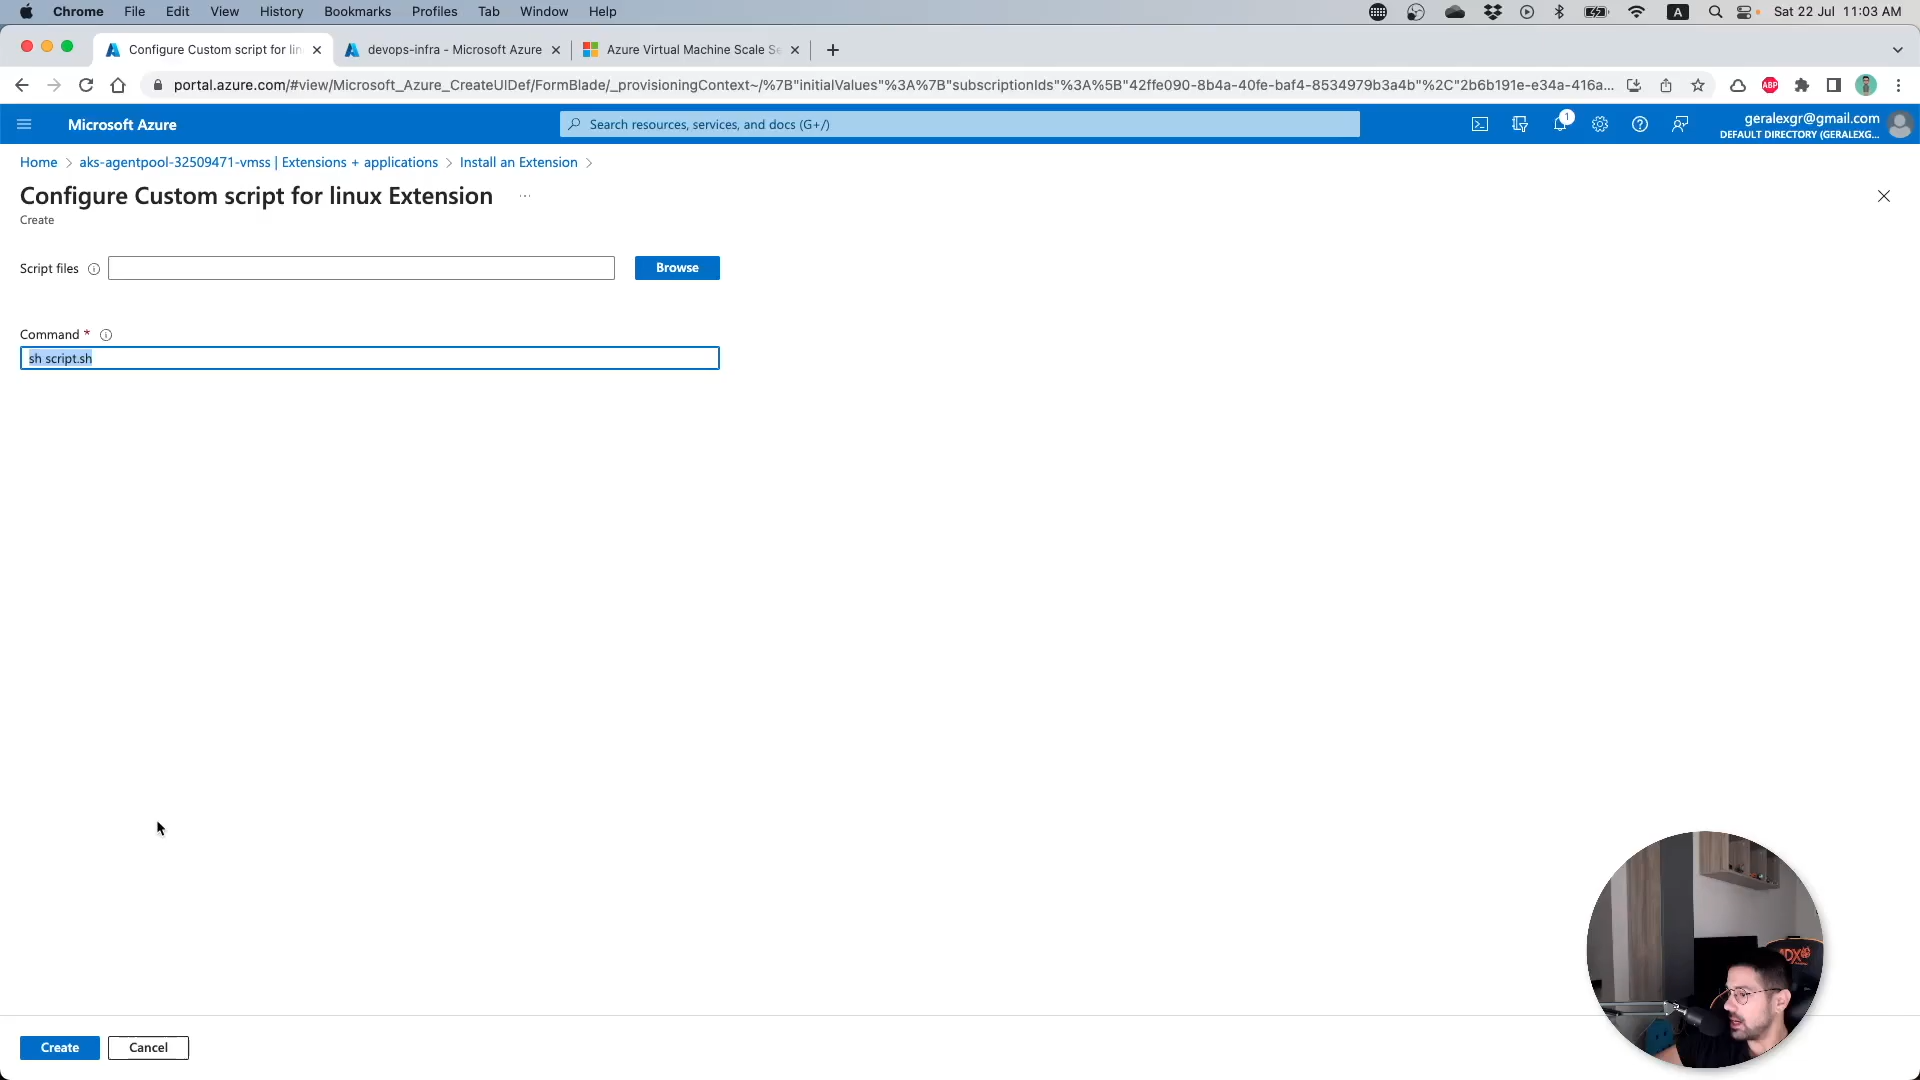 Chrome File Edit View History Bookmarks Profiles Tab Window Help
A
Sat 22 Jul 11:03 AM
Configure Custom script for lin
devops-infra - Microsoft Azure
Azure Virtual Machine Scale Se
portal.azure.com/#view/Microsoft_Azure_CreateUIDef/FormBlade/_provisioningContext~/%7B"initialValues"%3A%7B"subscriptionIds"%3A%5B"42ffe090-8b4a-40fe-baf4-8534979b3a4b"%2C"2b6b191e-e34a-416a...
ABP
Microsoft Azure
Search resources, services, and docs (G+/)
1
geralexgr@gmail.com
DEFAULT DIRECTORY (GERALEXG...
Home > aks-agentpool-32509471-vmss | Extensions + applications > Install an Extension >
Configure Custom script for linux Extension ...
Create
Script files
Browse
Command *
sh script.sh
Create
Cancel